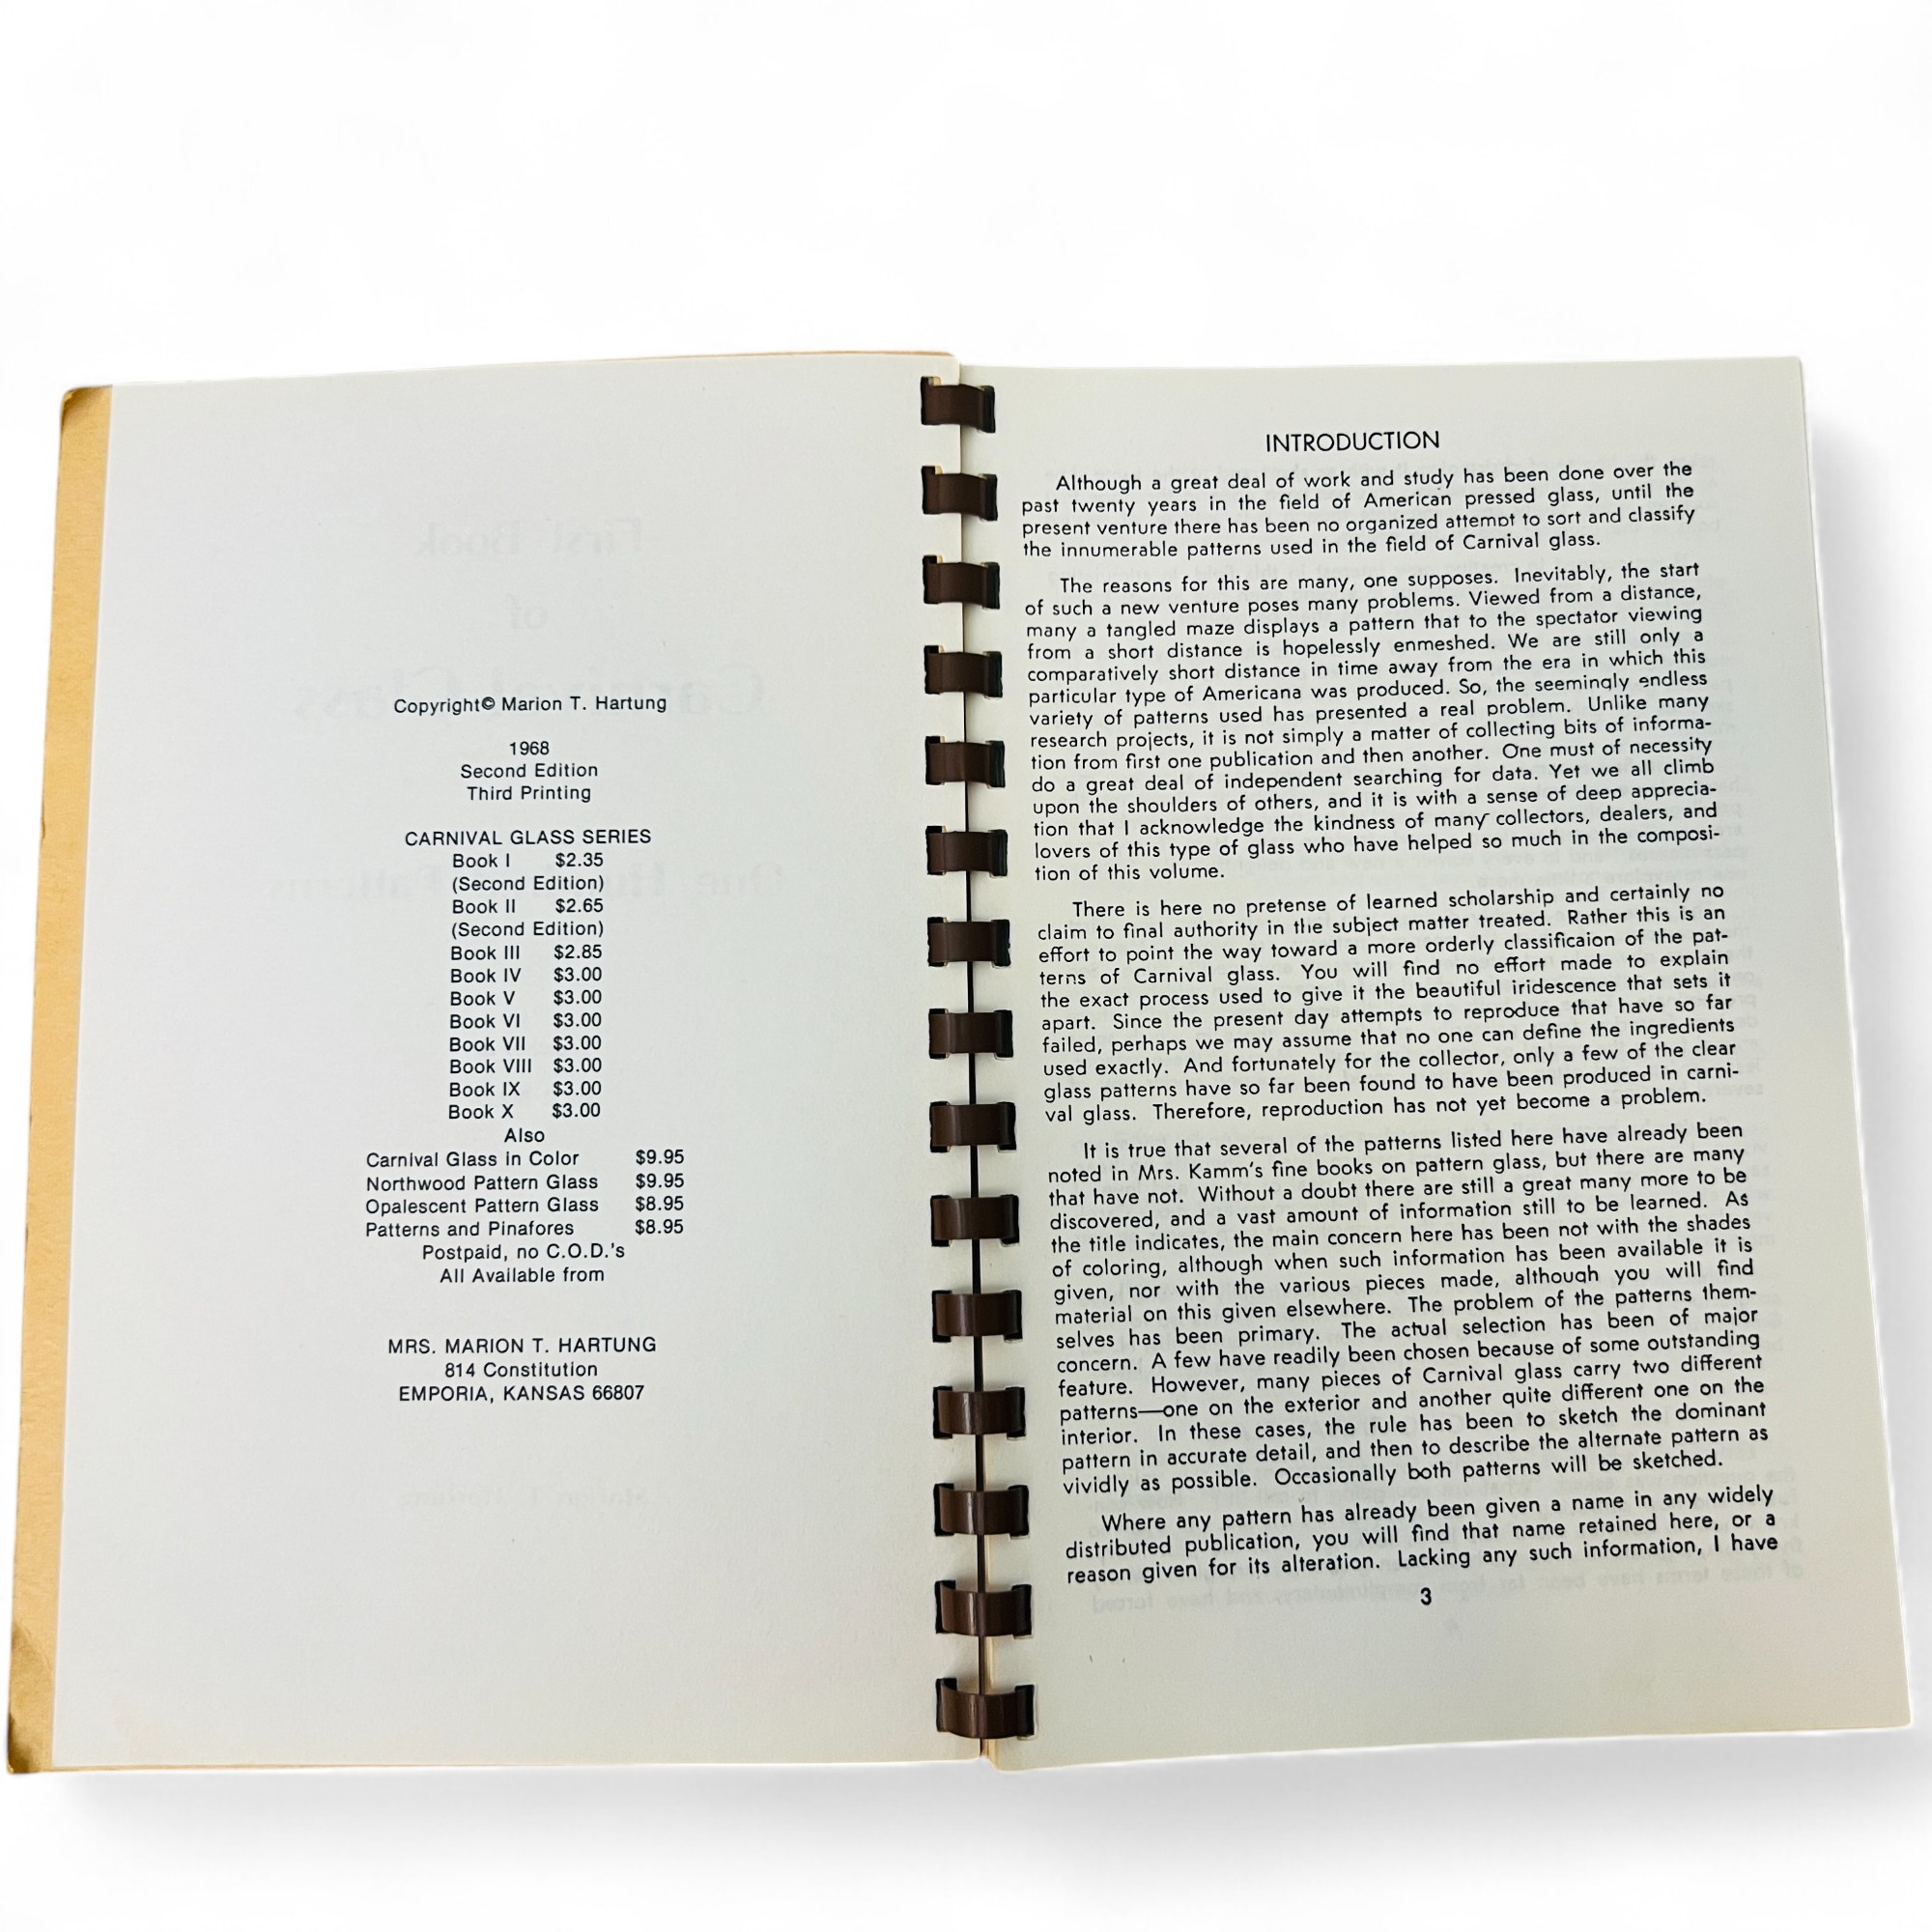 Copyright© Marion T. Hartung
1968
Second Edition
Third Printing
CARNIVAL GLASS SERIES
Book I $2.35
(Second Edition)
Book II $2.65
(Second Edition)
Book III $2.85
Book IV $3.00
Book V $3.00
Book VI $3.00
Book VII $3.00
Book VIII $3.00
Book IX $3.00
Book X $3.00
Also
Carnival Glass in Color $9.95
Northwood Pattern Glass $9.95
Opalescent Pattern Glass $8.95
Patterns and Pinafores $8.95
Postpaid, no C.O.D.'s
All Available from
MRS. MARION T. HARTUNG
814 Constitution
EMPORIA, KANSAS 66807
INTRODUCTION
Although a great deal of work and study has been done over the
past twenty years in the field of American pressed glass, until the
present venture there has been no organized attempt to sort and classify
the innumerable patterns used in the field of Carnival glass.
The reasons for this are many, one supposes. Inevitably, the start
of such a new venture poses many problems. Viewed from a distance,
many a tangled maze displays a pattern that to the spectator viewing
from a short distance is hopelessly enmeshed. We are still only a
comparatively short distance in time away from the era in which this
particular type of Americana was produced. So, the seemingly endless
variety of patterns used has presented a real problem. Unlike many
research projects, it is not simply a matter of collecting bits of informa-
tion from first one publication and then another. One must of necessity
do a great deal of independent searching for data. Yet we all climb
upon the shoulders of others, and it is with a sense of deep apprecia-
tion that I acknowledge the kindness of many collectors, dealers, and
lovers of this type of glass who have helped so much in the composi-
tion of this volume.
There is here no pretense of learned scholarship and certainly no
claim to final authority in the subject matter treated. Rather this is an
effort to point the way toward a more orderly classificaion of the pat-
terns of Carnival glass. You will find no effort made to explain
the exact process used to give it the beautiful iridescence that sets it
apart. Since the present day attempts to reproduce that have so far
failed, perhaps we may assume that no one can define the ingredients
used exactly. And fortunately for the collector, only a few of the clear
glass patterns have so far been found to have been produced in carni-
val glass. Therefore, reproduction has not yet become a problem.
It is true that several of the patterns listed here have already been
noted in Mrs. Kamm's fine books on pattern glass, but there are many
that have not. Without a doubt there are still a great many more to be
discovered, and a vast amount of information still to be learned. As
the title indicates, the main concern here has been not with the shades
of coloring, although when such information has been available it is
given, nor with the various pieces made, although you will find
material on this given elsewhere. The problem of the patterns them-
selves has been primary. The actual selection has been of major
concern. A few have readily been chosen because of some outstanding
feature. However, many pieces of Carnival glass carry two different
patterns—one on the exterior and another quite different one on the
interior. In these cases, the rule has been to sketch the dominant
pattern in accurate detail, and then to describe the alternate pattern as
vividly as possible. Occasionally both patterns will be sketched.
Where any pattern has already been given a name in any widely
distributed publication, you will find that name retained here, or a
reason given for its alteration. Lacking any such information, I have
3